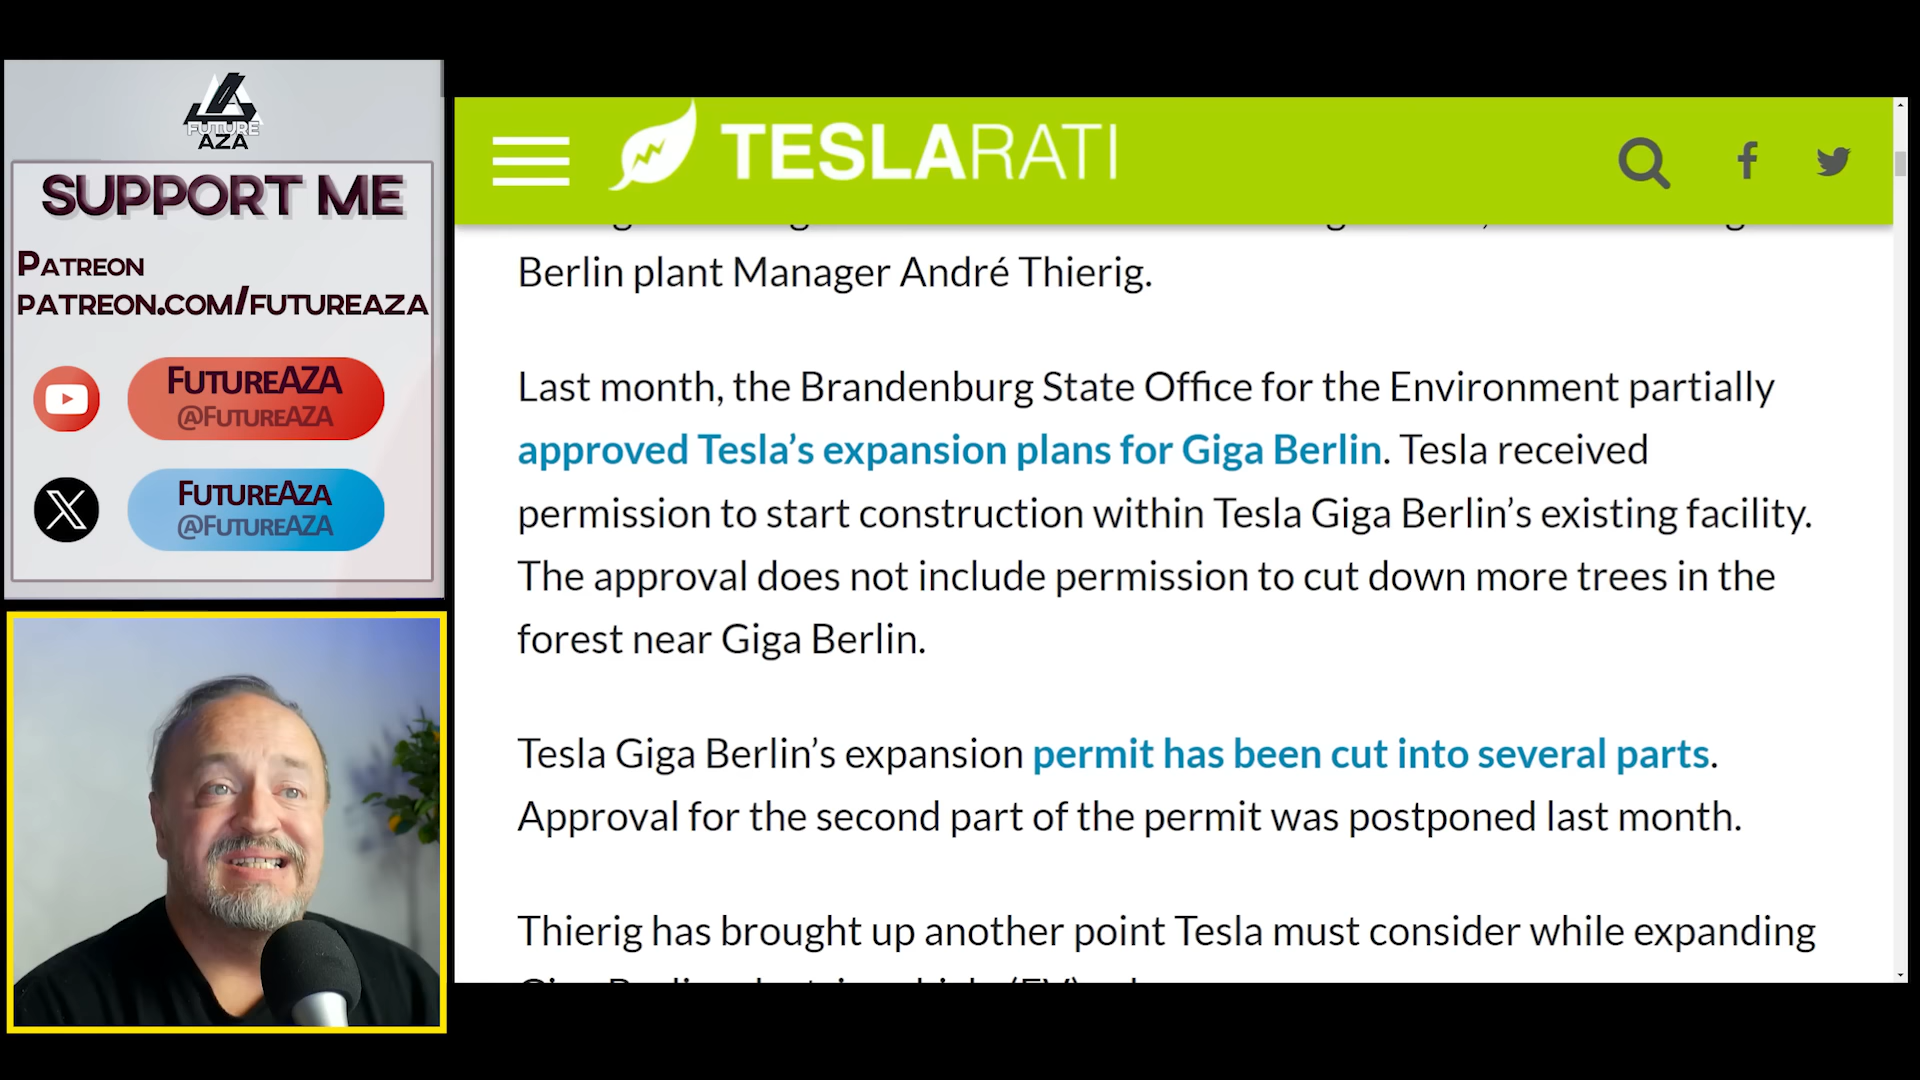 FUTURE
AZA
SUPPORT ME
PATREON
PATREON.COM/FUTUREAZA
FUTUREAZA
@FUTUREAZA
FUTUREAZA
@FUTUREAZA
TESLARATI
Berlin plant Manager André Thierig.
Last month, the Brandenburg State Office for the Environment partially
approved Tesla’s expansion plans for Giga Berlin. Tesla received
permission to start construction within Tesla Giga Berlin’s existing facility.
The approval does not include permission to cut down more trees in the
forest near Giga Berlin.
Tesla Giga Berlin’s expansion permit has been cut into several parts.
Approval for the second part of the permit was postponed last month.
Thierig has brought up another point Tesla must consider while expanding